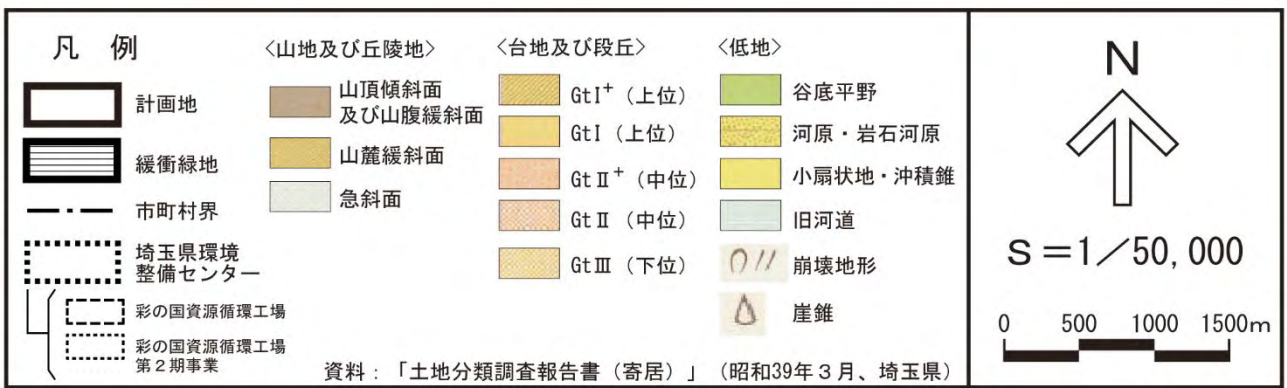 凡 例
計画地
緩衝緑地
市町村界
埼玉県環境
整備センター
彩の国資源循環工場
彩の国資源循環工場
第2期事業
〈山地及び丘陵地〉
山頂傾斜面
及び山腹緩斜面
山麓緩斜面
急斜面
〈台地及び段丘〉
GtⅠ⁺（上位）
GtⅠ（上位）
GtⅡ⁺（中位）
GtⅡ（中位）
GtⅢ（下位）
〈低地〉
谷底平野
河原・岩石河原
小扇状地・沖積錐
旧河道
崩壊地形
崖錐
資料：「土地分類調査報告書（寄居）」（昭和39年3月、埼玉県）
N
S＝1／50,000
0 500 1000 1500m